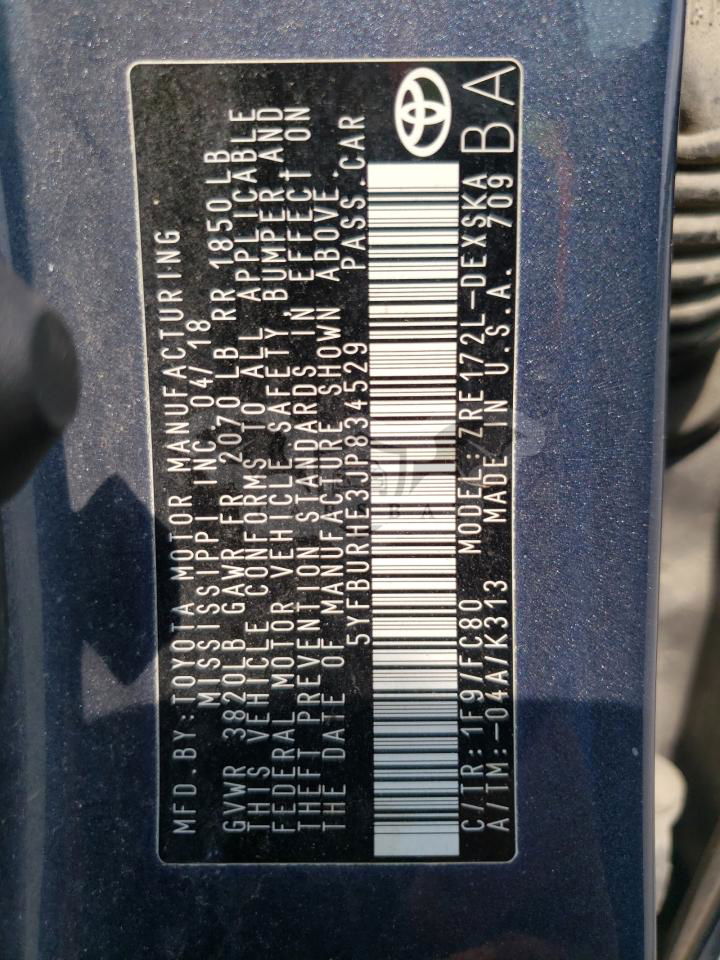 MFD.BY:TOYOTA MOTOR MANUFACTURING
MISSISSIPPI INC. 04/18
GVWR 3820LB GAWR FR 2070LB RR 1850LB
THIS VEHICLE CONFORMS TO ALL APPLICABLE
FEDERAL MOTOR VEHICLE SAFETY, BUMPER AND
THEFT PREVENTION STANDARDS IN EFFECT ON
THE DATE OF MANUFACTURE SHOWN ABOVE.
5YFBURHE3JP834529 PASS.CAR
C/TR:1F9/FC80 MODEL:ZRE172L-DEXSKA
A/TM:-04A/K313 MADE IN U.S.A. 709
BA